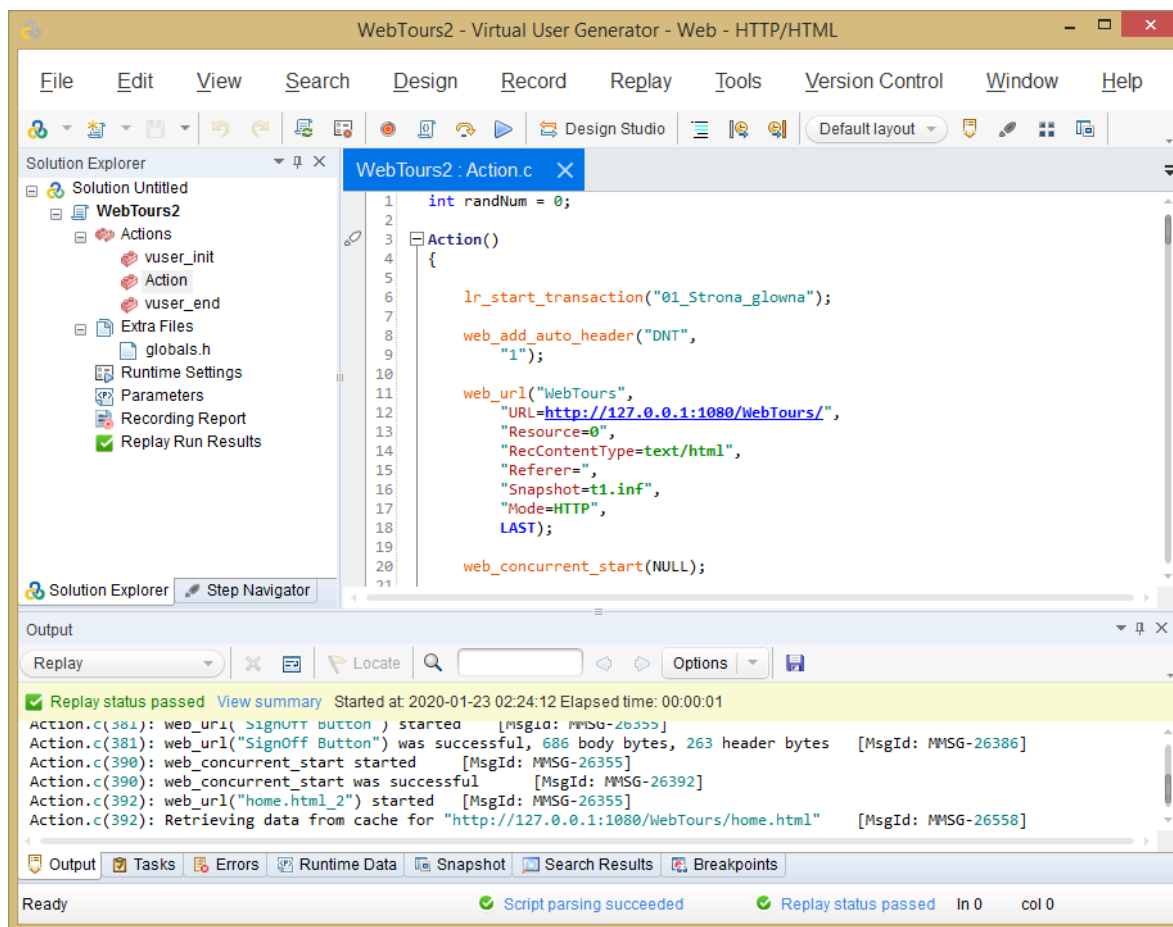 WebTours2 - Virtual User Generator - Web - HTTP/HTML
File Edit View Search Design Record Replay Tools Version Control Window Help
Design Studio Default layout
Solution Explorer
Solution Untitled
WebTours2
Actions
vuser_init
Action
vuser_end
Extra Files
globals.h
Runtime Settings
Parameters
Recording Report
Replay Run Results
Solution Explorer Step Navigator
WebTours2 : Action.c
1 int randNum = 0;
2
3 Action()
4 {
5
6 lr_start_transaction("01_Strona_glowna");
7
8 web_add_auto_header("DNT",
9 "1");
10
11 web_url("WebTours",
12 "URL=http://127.0.0.1:1080/WebTours/",
13 "Resource=0",
14 "RecContentType=text/html",
15 "Referer=",
16 "Snapshot=t1.inf",
17 "Mode=HTTP",
18 LAST);
19
20 web_concurrent_start(NULL);
21
Output
Replay Locate Options
Replay status passed View summary Started at: 2020-01-23 02:24:12 Elapsed time: 00:00:01
Action.c(381): web_url("SignOff Button") started [MsgId: MMSG-26355]
Action.c(381): web_url("SignOff Button") was successful, 686 body bytes, 263 header bytes [MsgId: MMSG-26386]
Action.c(390): web_concurrent_start started [MsgId: MMSG-26355]
Action.c(390): web_concurrent_start was successful [MsgId: MMSG-26392]
Action.c(392): web_url("home.html_2") started [MsgId: MMSG-26355]
Action.c(392): Retrieving data from cache for "http://127.0.0.1:1080/WebTours/home.html" [MsgId: MMSG-26558]
Output Tasks Errors Runtime Data Snapshot Search Results Breakpoints
Ready Script parsing succeeded Replay status passed ln 0 col 0